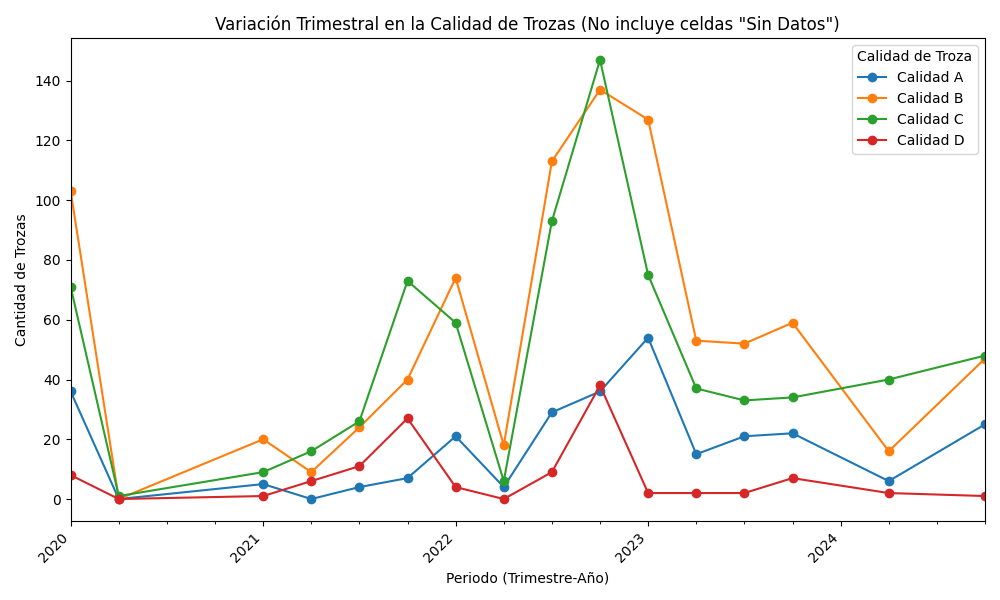 Variación Trimestral en la Calidad de Trozas (No incluye celdas "Sin Datos")
Cantidad de Trozas
140
120
100
80
60
40
20
0
Calidad de Troza
Calidad A
Calidad B
Calidad C
Calidad D
2020
2021
2022
2023
2024
Periodo (Trimestre-Año)